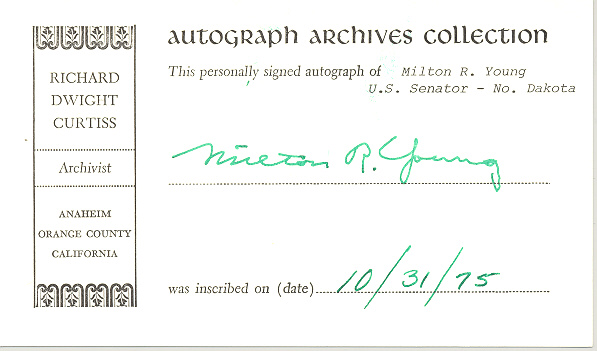 RICHARD
DWIGHT
CURTISS
Archivist
ANAHEIM
ORANGE COUNTY
CALIFORNIA
autograph archives collection
This personally signed autograph of Milton R. Young
U.S. Senator - No. Dakota
Milton R. Young
was inscribed on (date) 10/31/75